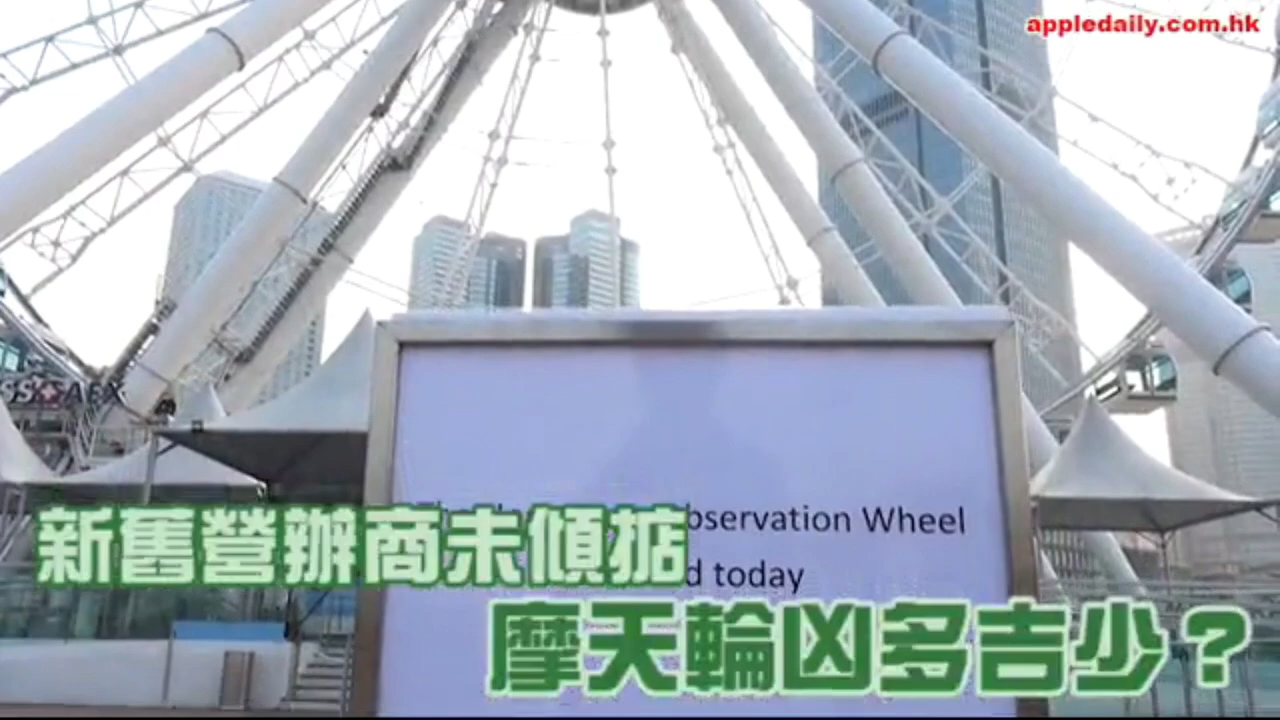 appledaily.com.hk
Observation Wheel
d today
新舊營辦商未傾掂
摩天輪凶多吉少？